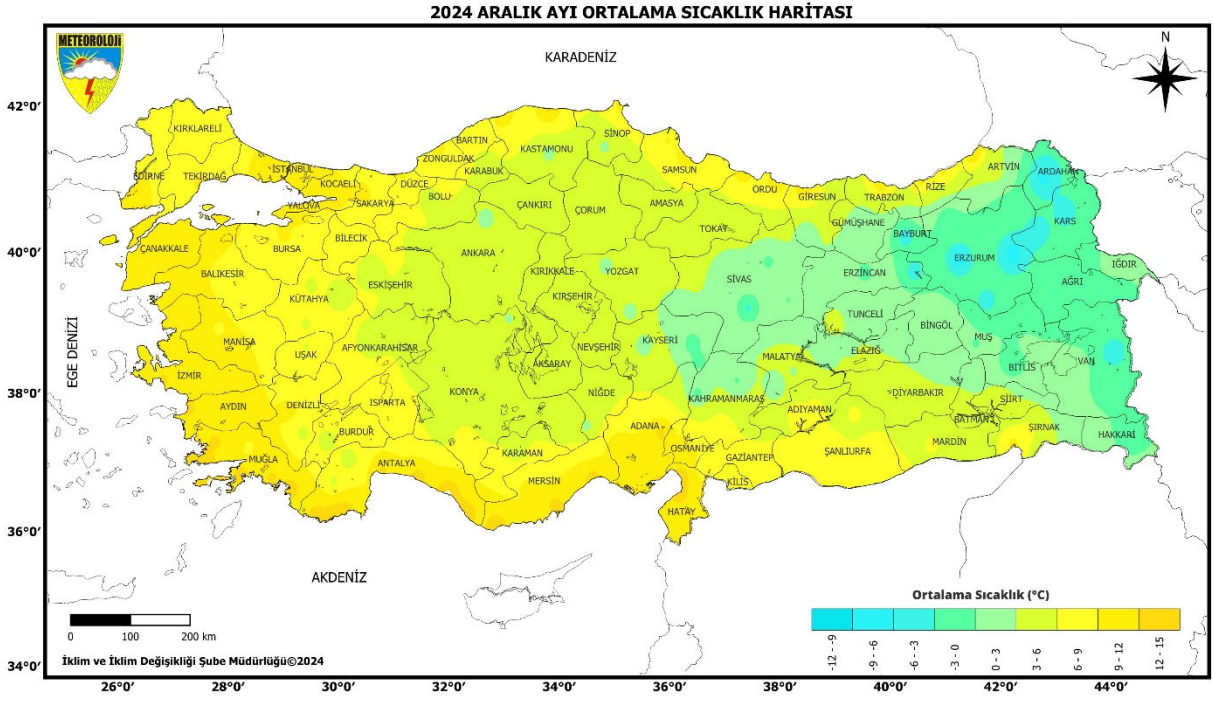 2024 ARALIK AYI ORTALAMA SICAKLIK HARİTASI
METEOROLOJİ
KARADENİZ
N
42°0'
40°0'
38°0'
36°0'
34°0'
KIRKLARELİ
EDİRNE
TEKİRDAĞ
İSTANBUL
KOCAELİ
YALOVA
SAKARYA
DÜZCE
BOLU
ZONGULDAK
BARTIN
KARABUK
KASTAMONU
SİNOP
SAMSUN
ORDU
GİRESUN
TRABZON
RİZE
ARTVİN
ARDAHAN
ÇANKIRI
ÇORUM
AMASYA
TOKAT
GÜMÜŞHANE
BAYBURT
KARS
ÇANAKKALE
BALIKESİR
BURSA
BİLECİK
ESKİŞEHİR
ANKARA
KIRIKKALE
YOZGAT
SİVAS
ERZİNCAN
ERZURUM
AĞRI
IĞDIR
KÜTAHYA
KIRŞEHİR
TUNCELİ
BİNGÖL
MUŞ
MANİSA
UŞAK
AFYONKARAHİSAR
AKSARAY
NEVŞEHİR
KAYSERİ
MALATYA
ELAZIĞ
BİTLİS
VAN
EGE DENİZİ
İZMİR
AYDIN
DENİZLİ
ISPARTA
KONYA
NİĞDE
KAHRAMANMARAŞ
ADIYAMAN
DİYARBAKIR
SİİRT
BATMAN
ŞIRNAK
HAKKARİ
MUĞLA
BURDUR
ANTALYA
KARAMAN
MERSİN
ADANA
OSMANİYE
GAZİANTEP
KİLİS
ŞANLIURFA
MARDİN
HATAY
AKDENİZ
Ortalama Sıcaklık (°C)
-12 - -9
-9 - -6
-6 - -3
-3 - 0
0 - 3
3 - 6
6 - 9
9 - 12
12 - 15
0 100 200 km
İklim ve İklim Değişikliği Şube Müdürlüğü©2024
26°0' 28°0' 30°0' 32°0' 34°0' 36°0' 38°0' 40°0' 42°0' 44°0'